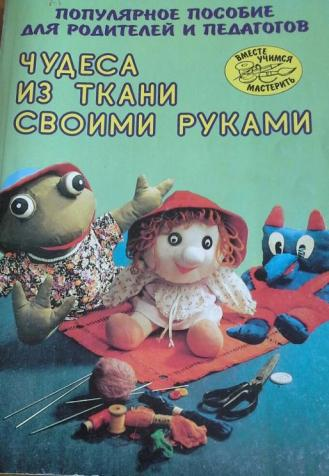 ПОПУЛЯРНОЕ ПОСОБИЕ
ДЛЯ РОДИТЕЛЕЙ И ПЕДАГОГОВ
ЧУДЕСА
ИЗ ТКАНИ
СВОИМИ РУКАМИ
ВМЕСТЕ УЧИМСЯ
МАСТЕРИТЬ